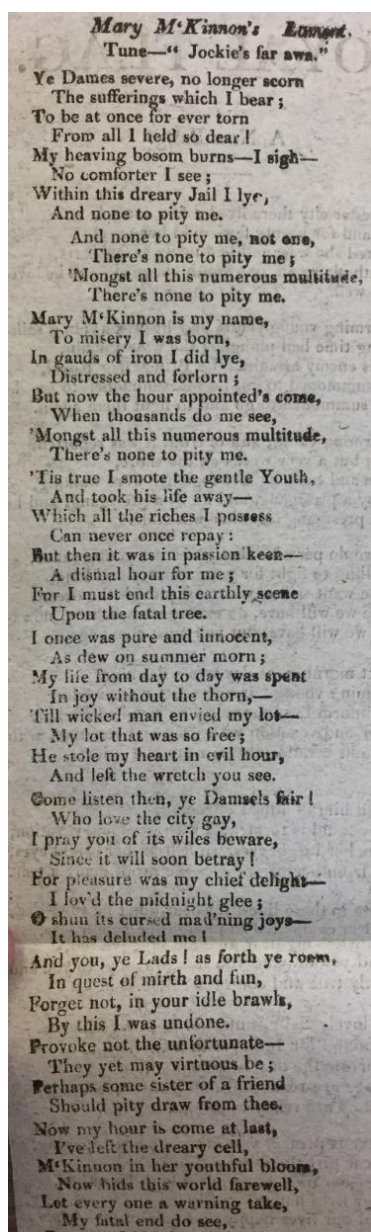 Mary M‘Kinnon's Lament.
Tune—“ Jockie's far awa.”
Ye Dames severe, no longer scorn
The sufferings which I bear ;
To be at once for ever torn
From all I held so dear !
My heaving bosom burns—I sigh—
No comforter I see ;
Within this dreary Jail I lye,
And none to pity me.
And none to pity me, not one,
There's none to pity me ;
'Mongst all this numerous multitude,
There's none to pity me.
Mary M‘Kinnon is my name,
To misery I was born,
In gauds of iron I did lye,
Distressed and forlorn ;
But now the hour appointed's come,
When thousands do me see,
'Mongst all this numerous multitude,
There's none to pity me.
'Tis true I smote the gentle Youth,
And took his life away—
Which all the riches I possess
Can never once repay :
But then it was in passion keen—
A dismal hour for me ;
For I must end this earthly scene
Upon the fatal tree.
I once was pure and innocent,
As dew on summer morn ;
My life from day to day was spent
In joy without the thorn,—
Till wicked man envied my lot—
My lot that was so free ;
He stole my heart in evil hour,
And left the wretch you see.
Come listen then, ye Damsels fair !
Who love the city gay,
I pray you of its wiles beware,
Since it will soon betray !
For pleasure was my chief delight—
I lov'd the midnight glee ;
O shun its cursed mad'ning joys—
It has deluded me !
And you, ye Lads ! as forth ye roam,
In quest of mirth and fun,
Forget not, in your idle brawls,
By this I was undone.
Provoke not the unfortunate—
They yet may virtuous be ;
Perhaps some sister of a friend
Should pity draw from thee.
Now my hour is come at last,
I've left the dreary cell,
M‘Kinnon in her youthful bloom,
Now bids this world farewell,
Let every one a warning take,
My fatal end do see,